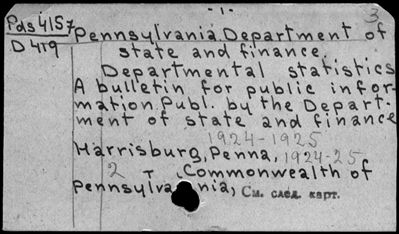 - 1 - 3
Pds 4157 Pennsylvania. Department of
D 419 state and finance.
Departmental statistics
A bulletin for public infor-
mation. Publ. by the Depart-
ment of state and finance
1924-1925
Harrisburg, Penna, 1924-25
2 т. Commonwealth of
Pennsylvania, См. след. карт.